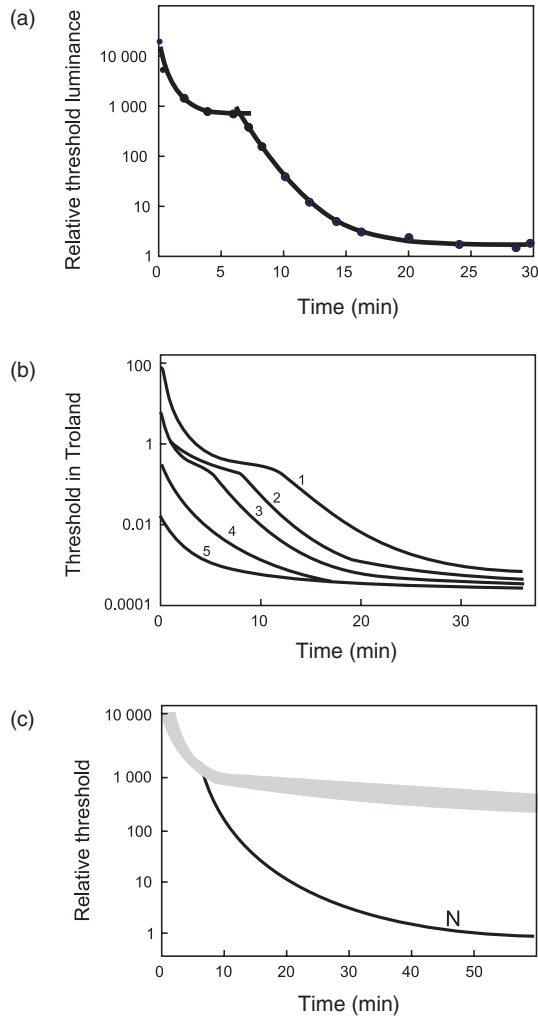 (a)
Relative threshold luminance
10 000
1 000
100
10
1
0 5 10 15 20 25 30
Time (min)
(b)
Threshold in Troland
100
1
0.01
0.0001
1
2
3
4
5
0 10 20 30
Time (min)
(c)
Relative threshold
10 000
1 000
100
10
1
N
0 10 20 30 40 50
Time (min)